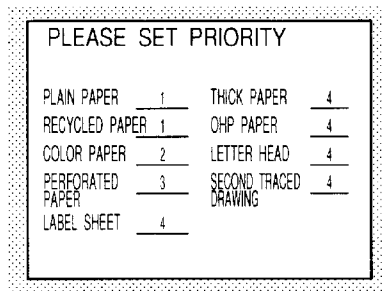 PLEASE SET PRIORITY
PLAIN PAPER 1 THICK PAPER 4
RECYCLED PAPER 1 OHP PAPER 4
COLOR PAPER 2 LETTER HEAD 4
PERFORATED PAPER 3 SECOND TRACED DRAWING 4
LABEL SHEET 4